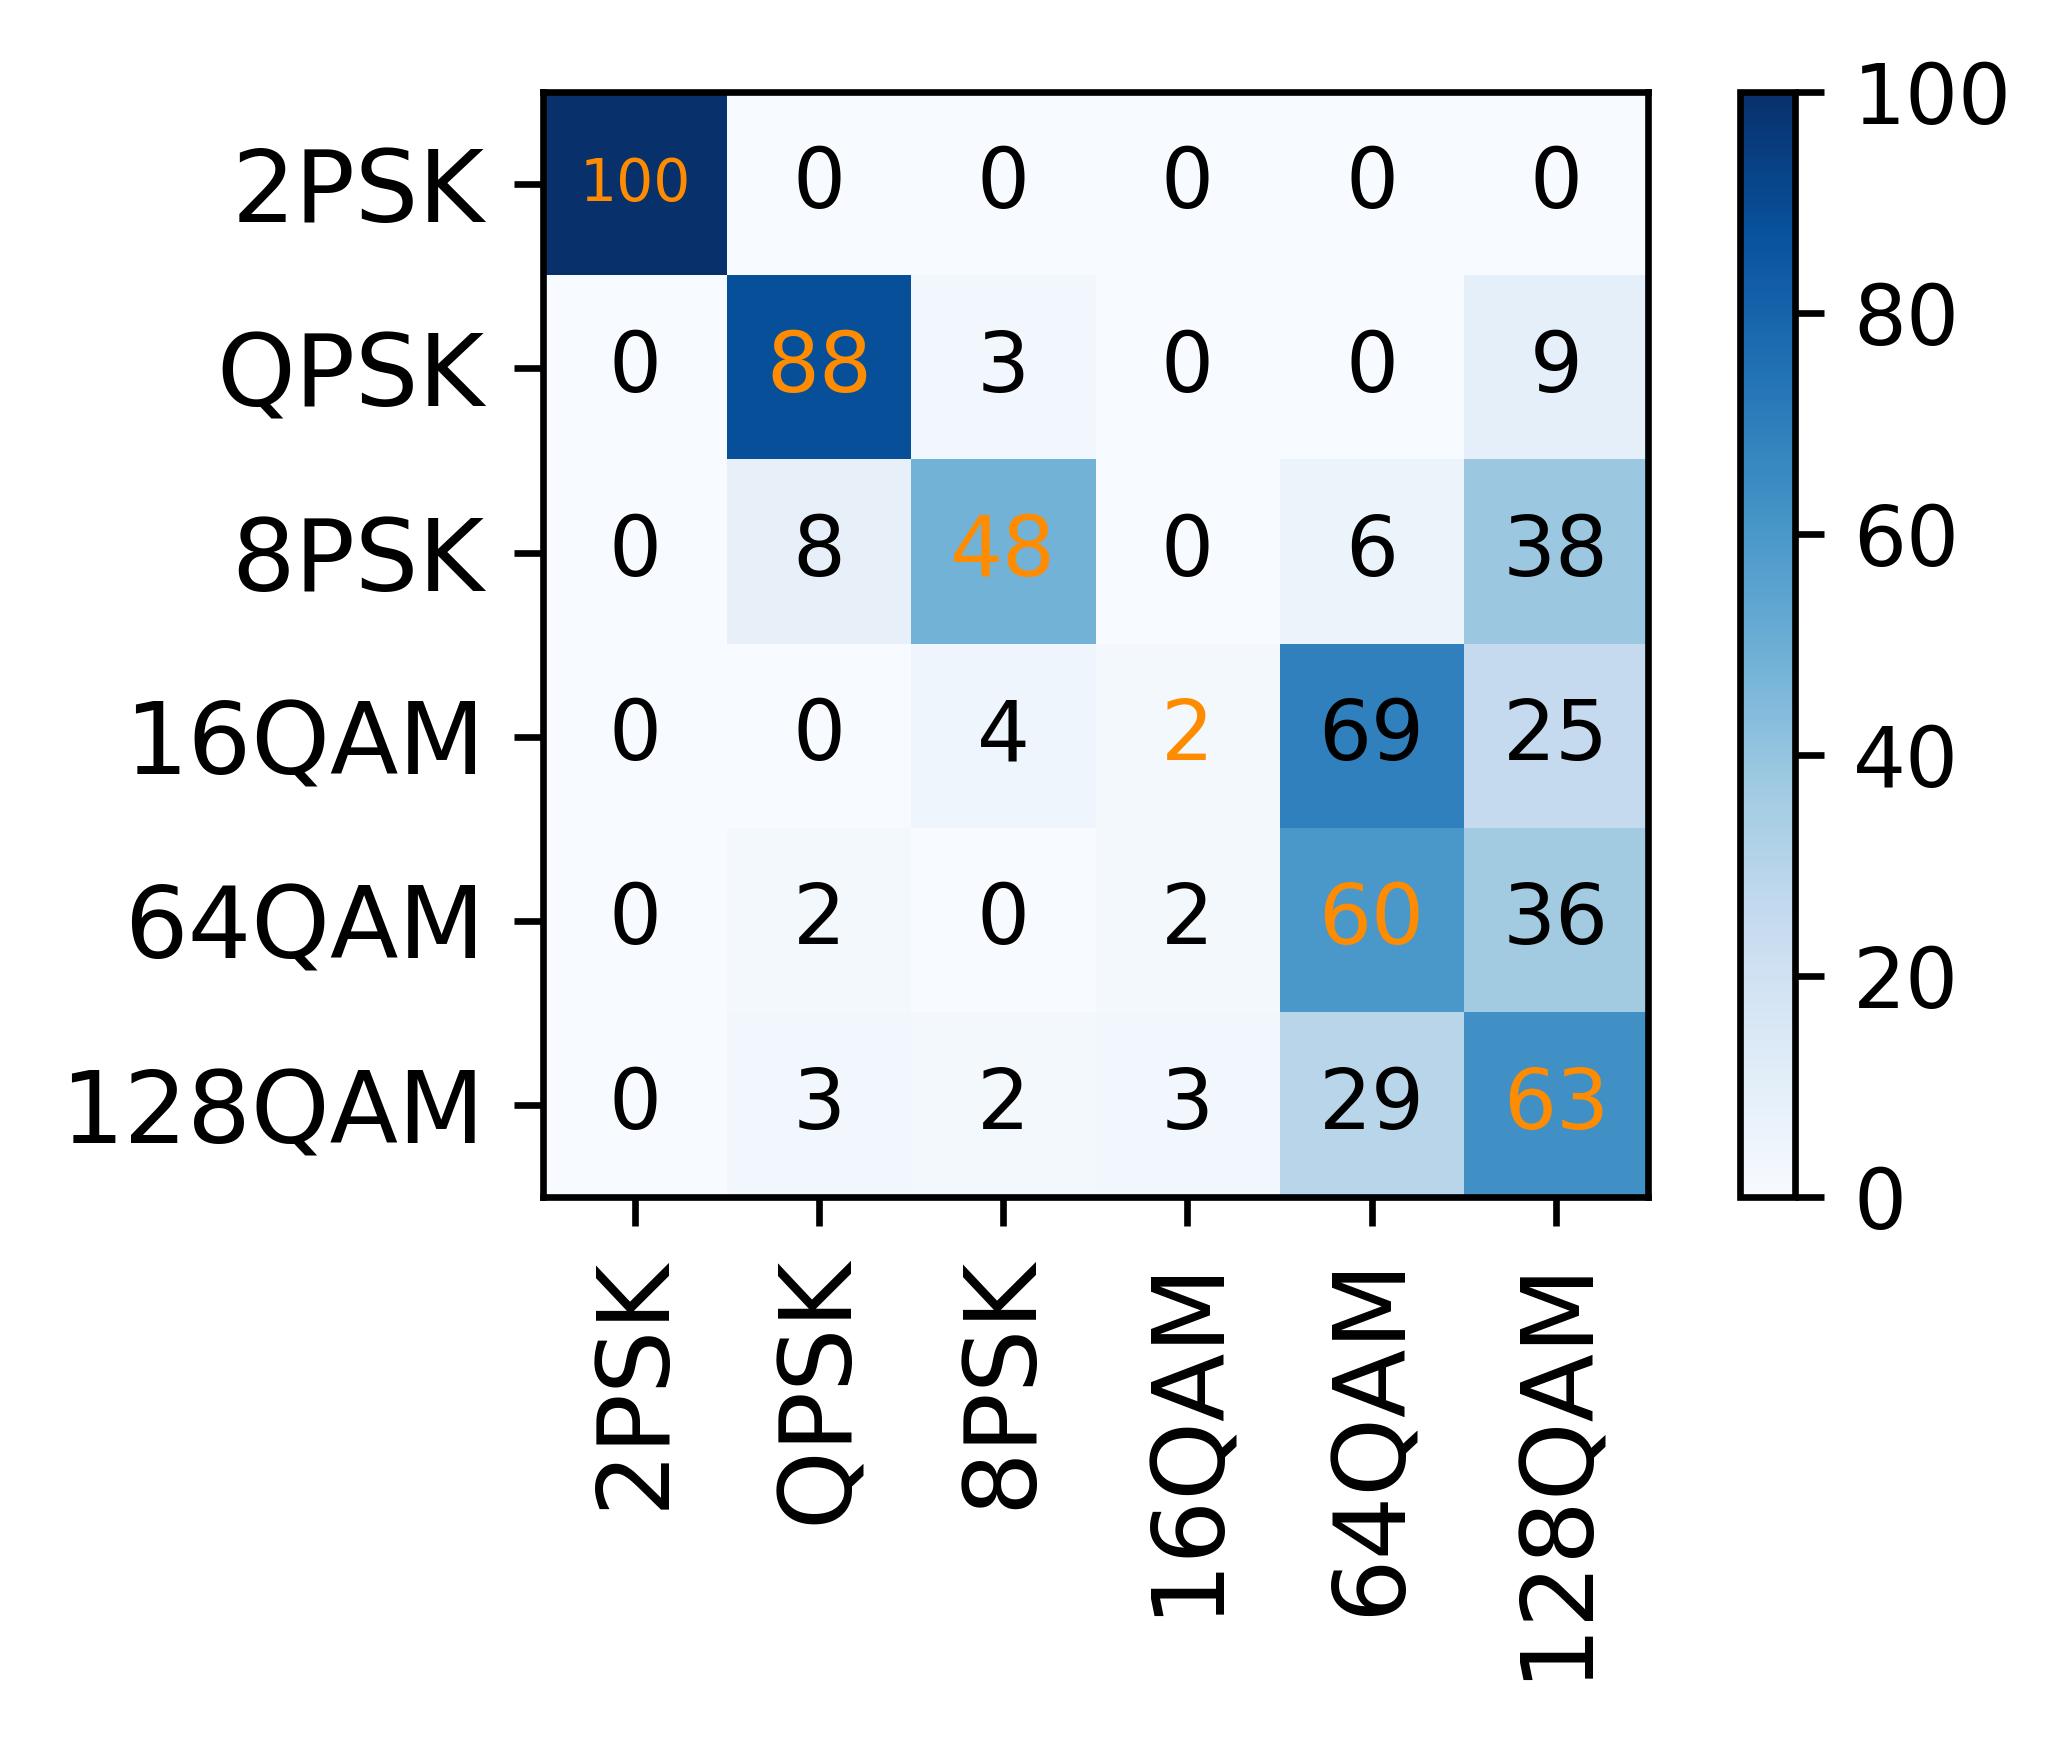 2PSK 100 0 0 0 0 0
QPSK 0 88 3 0 0 9
8PSK 0 8 48 0 6 38
16QAM 0 0 4 2 69 25
64QAM 0 2 0 2 60 36
128QAM 0 3 2 3 29 63
2PSK QPSK 8PSK 16QAM 64QAM 128QAM
100
80
60
40
20
0